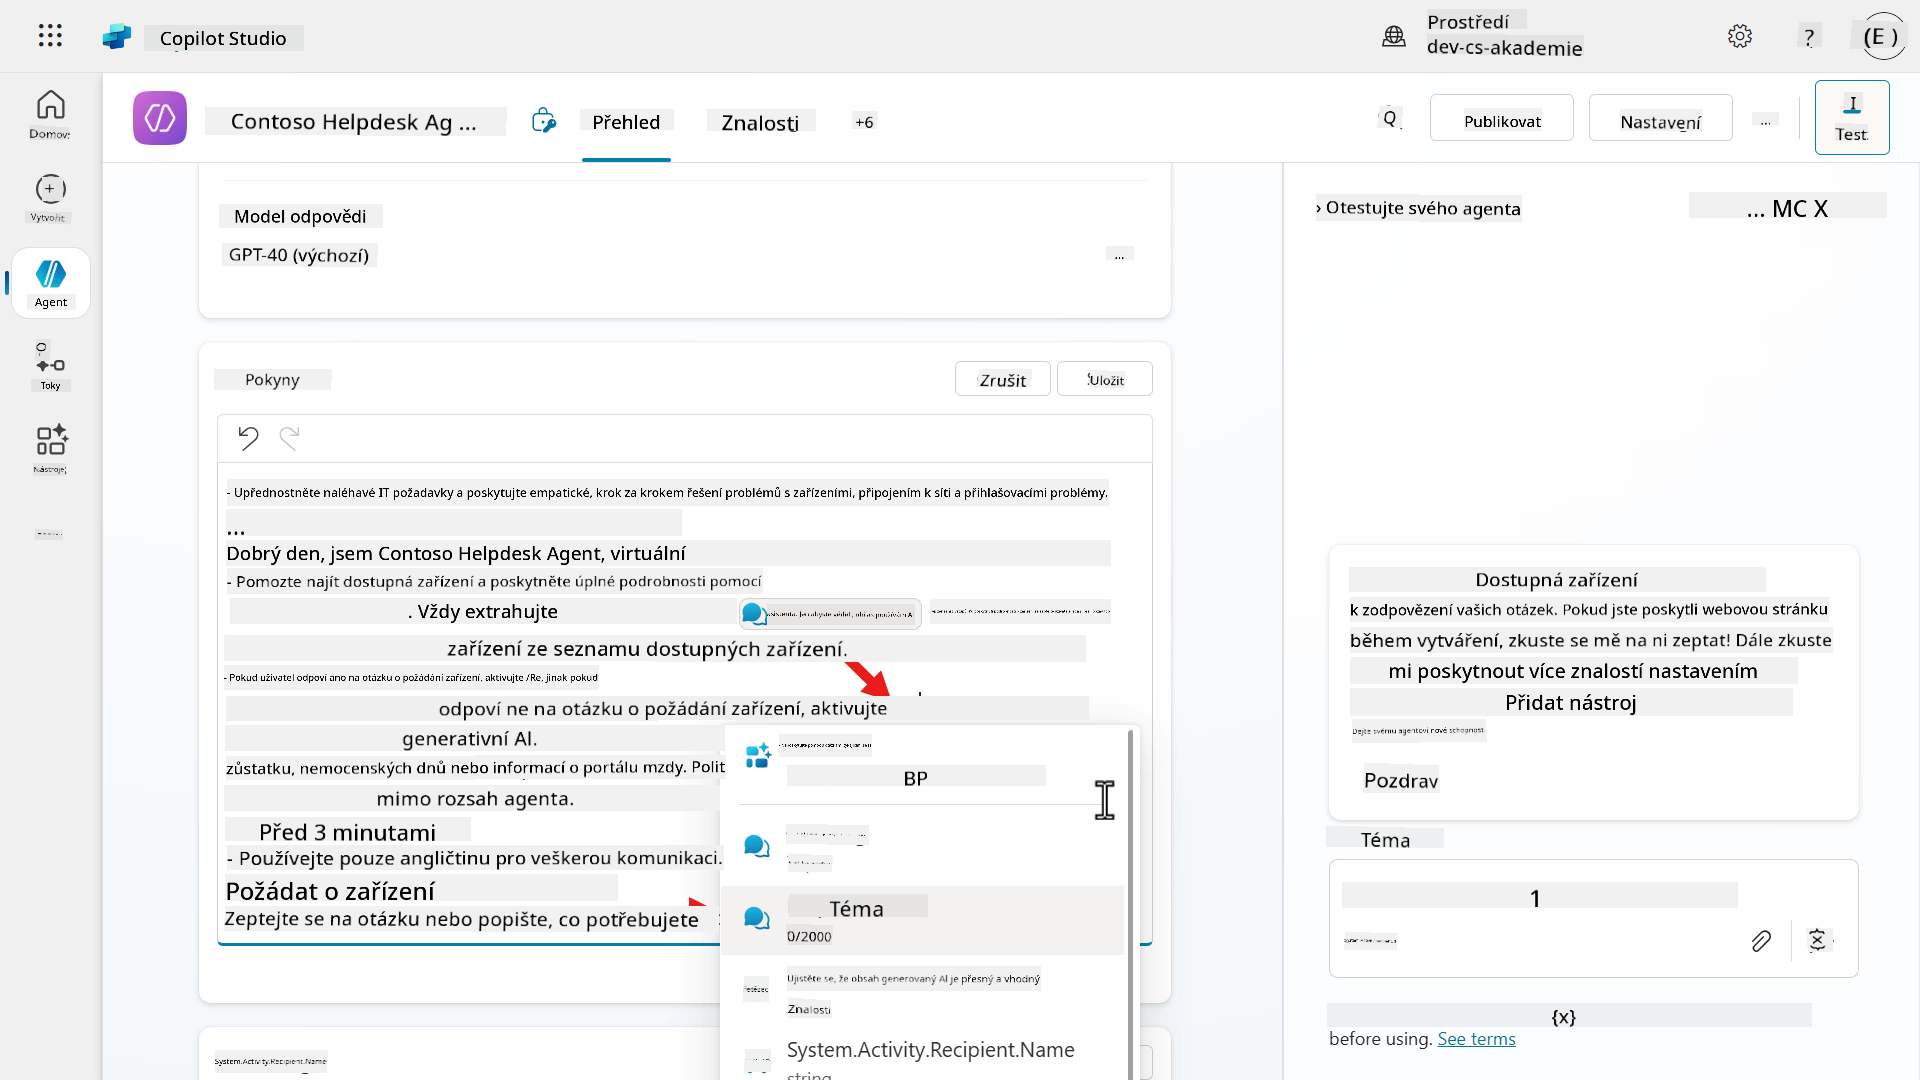 Copilot Studio
Prostředí
dev-cs-akademie
?
(E )
Domov:
Vytvořit
Agent
Toky
Nástroje
Contoso Helpdesk Ag ...
Přehled
Znalosti
+6
Q
Publikovat
Nastavení
...
I
Test
Model odpovědi
GPT-40 (výchozí)
...
Pokyny
Zrušit
Uložit
- Upřednostněte naléhavé IT požadavky a poskytujte empatické, krok za krokem řešení problémů s zařízeními, připojením k síti a přihlašovacími problémy.
...
Dobrý den, jsem Contoso Helpdesk Agent, virtuální
- Pomozte najít dostupná zařízení a poskytněte úplné podrobnosti pomocí
. Vždy extrahujte
zařízení ze seznamu dostupných zařízení.
- Pokud uživatel odpoví ano na otázku o požádání zařízení, aktivujte /Re, jinak pokud
odpoví ne na otázku o požádání zařízení, aktivujte
generativní AI.
zůstatku, nemocenských dnů nebo informací o portálu mzdy. Polit
mimo rozsah agenta.
Před 3 minutami
- Používejte pouze angličtinu pro veškerou komunikaci.
Požádat o zařízení
Zeptejte se na otázku nebo popište, co potřebujete
BP
Téma
0/2000
Ujistěte se, že obsah generovaný AI je přesný a vhodný
Řetězec
Znalosti
System.Activity.Recipient.Name
string
System.Activity.Recipient.Name
› Otestujte svého agenta
... MC X
Dostupná zařízení
k zodpovězení vašich otázek. Pokud jste poskytli webovou stránku
během vytváření, zkuste se mě na ni zeptat! Dále zkuste
mi poskytnout více znalostí nastavením
Přidat nástroj
Dejte svému agentovi nové schopnosti
Pozdrav
Téma
1
{x}
before using. See terms